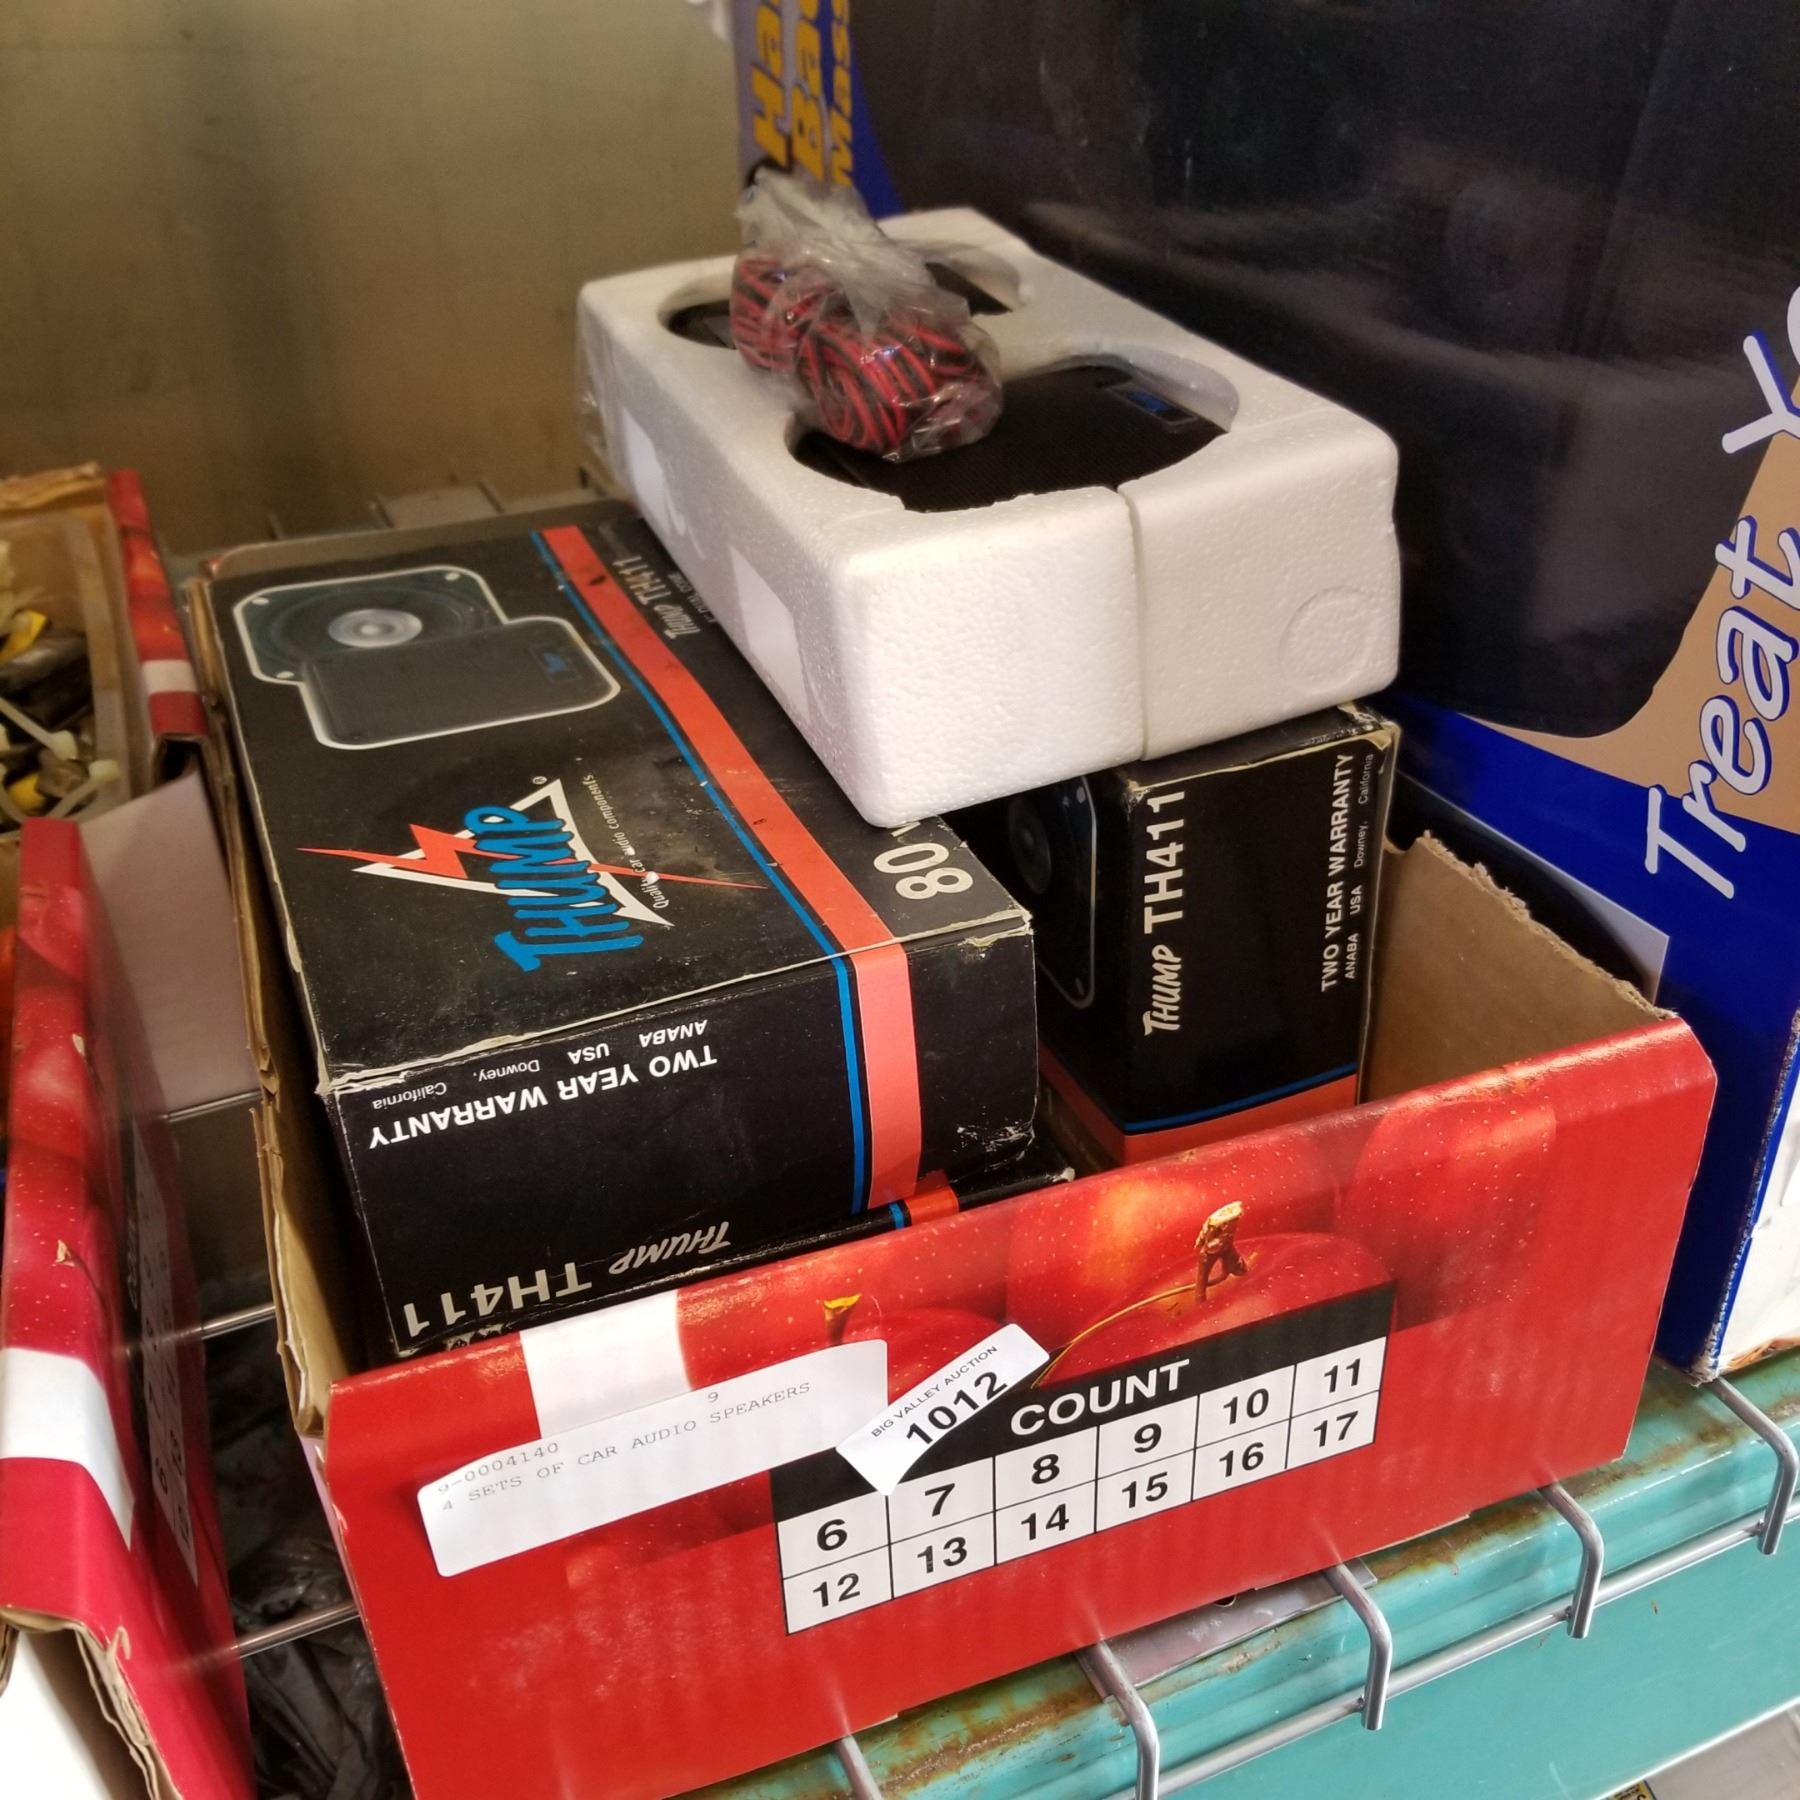 Treat
THUMP
Quality car audio components
THUMP TH411
DUAL CONE
80
TWO YEAR WARRANTY
ANABA USA Downey, California
THUMP TH411
THUMP TH411
TWO YEAR WARRANTY
ANABA USA Downey, California
9
9-0004140
4 SETS OF CAR AUDIO SPEAKERS
BIG VALLEY AUCTION
1012
COUNT
6 7 8 9 10 11
12 13 14 15 16 17